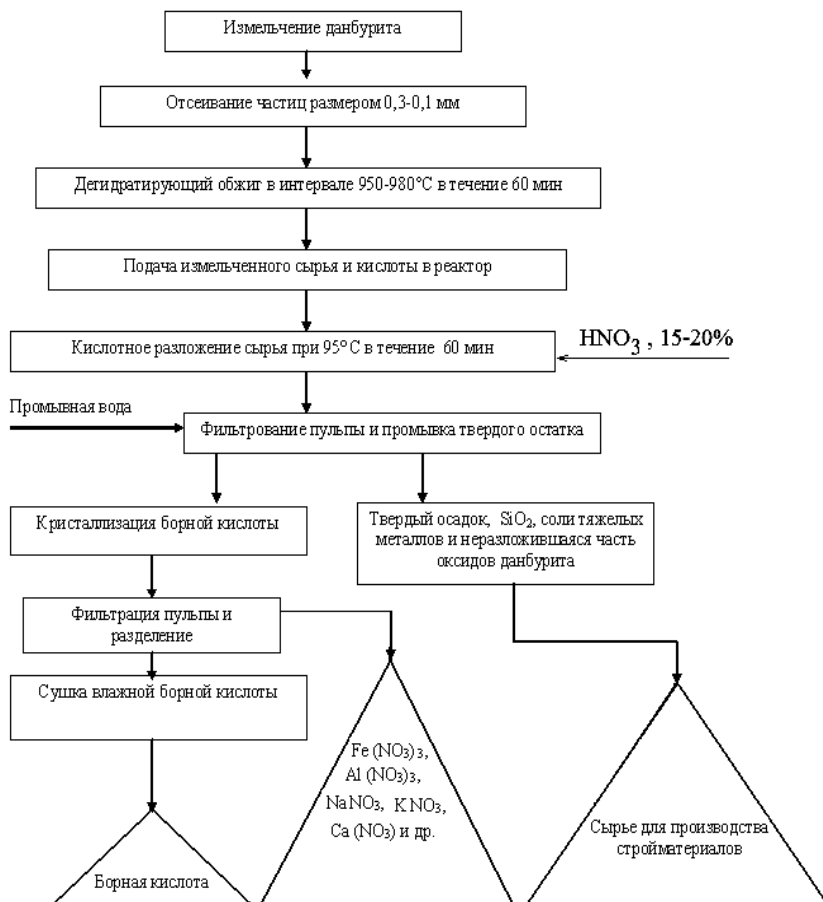 Измельчение данбурита
Отсеивание частиц размером 0,3-0,1 мм
Дегидратирующий обжиг в интервале 950-980°С в течение 60 мин
Подача измельченного сырья и кислоты в реактор
Кислотное разложение сырья при 95°С в течение 60 мин
HNO3 , 15-20%
Промывная вода
Фильтрование пульпы и промывка твердого остатка
Кристаллизация борной кислоты
Твердый осадок, SiO2, соли тяжелых
металлов и неразложившаяся часть
оксидов данбурита
Фильтрация пульпы и
разделение
Сушка влажной борной кислоты
Fe (NO3) 3,
Al (NO3)3,
NaNO3, KNO3,
Ca (NO3) и др.
Сырье для производства
стройматериалов
Борная кислота